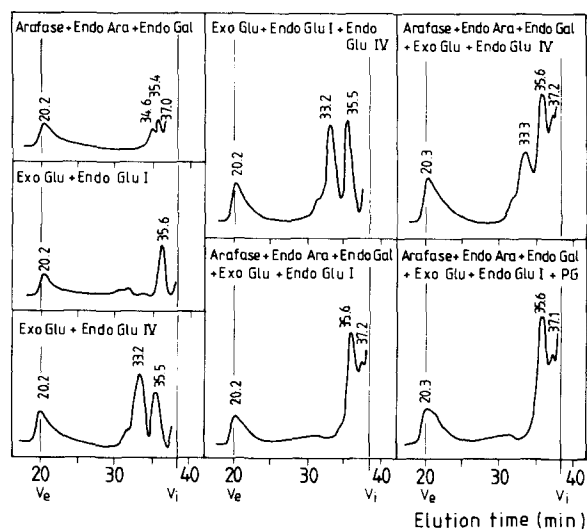 Arafase + Endo Ara + Endo Gal
20.2
34.6
35.4
37.0
Exo Glu + Endo Glu I
20.2
35.6
Exo Glu + Endo Glu IV
20.2
33.2
35.5
20
30
40
Ve
Vi
Exo Glu + Endo Glu I + Endo
Glu IV
20.2
33.2
35.5
Arafase + Endo Ara + Endo Gal
+ Exo Glu + Endo Glu I
20.2
35.6
37.2
20
30
40
Ve
Vi
Arafase + Endo Ara + Endo Gal
+ Exo Glu + Endo Glu IV
20.3
33.3
35.6
37.2
Arafase + Endo Ara + Endo Gal
+ Exo Glu + Endo Glu I + PG
20.3
35.6
37.1
20
30
40
Ve
Vi
Elution time (min)